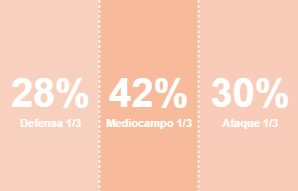 28% 42% 30%
Defensa 1/3 Mediocampo 1/3 Ataque 1/3